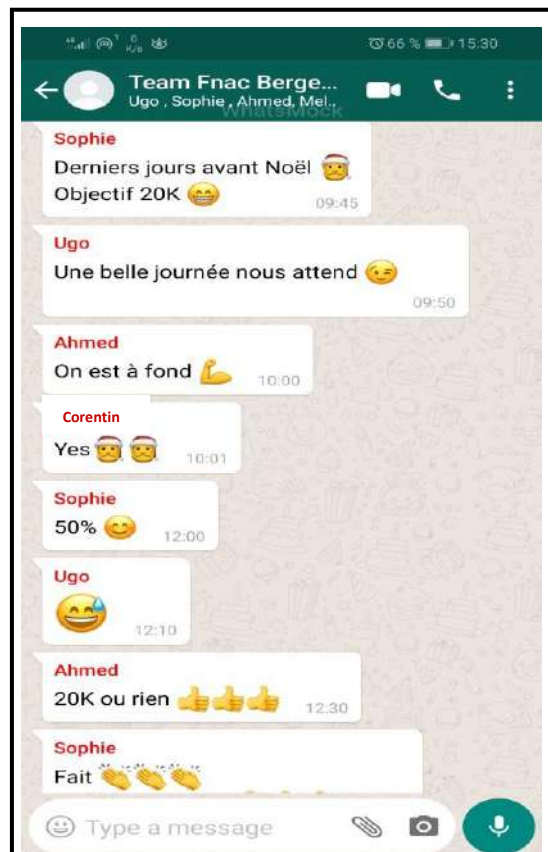 K/s
66 % 15:30
Team Fnac Berge...
Ugo , Sophie , Ahmed, Mel..
WhatsMock
Sophie
Derniers jours avant Noël 🎅
Objectif 20K 😁
09:45
Ugo
Une belle journée nous attend 😉
09:50
Ahmed
On est à fond 💪
10:00
Corentin
Yes 🎅 🎅
10:01
Sophie
50% 😊
12:00
Ugo
😅
12:10
Ahmed
20K ou rien 👍👍👍
12:30
Sophie
Fait 👏👏👏
Type a message